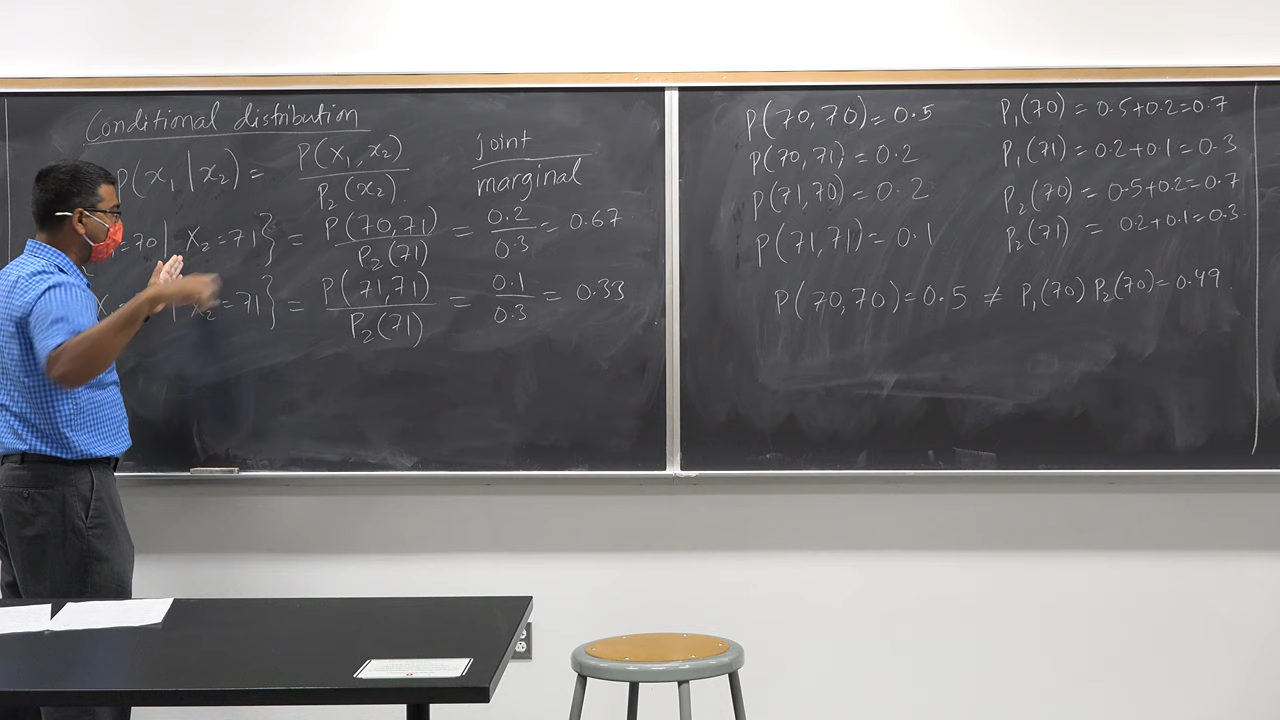 Conditional distribution
P(x₁|x₂) = P(x₁, x₂) / P₂(x₂) joint / marginal
=70 | X₂=71} = P(70,71) / P₂(71) = 0.2 / 0.3 = 0.67
| X₂=71} = P(71,71) / P₂(71) = 0.1 / 0.3 = 0.33
P(70,70) = 0.5 P₁(70) = 0.5+0.2=0.7
P(70,71) = 0.2 P₁(71) = 0.2+0.1=0.3
P(71,70) = 0.2 P₂(70) = 0.5+0.2=0.7
P(71,71) = 0.1 P₂(71) = 0.2+0.1=0.3
P(70,70) = 0.5 ≠ P₁(70) P₂(70) = 0.49